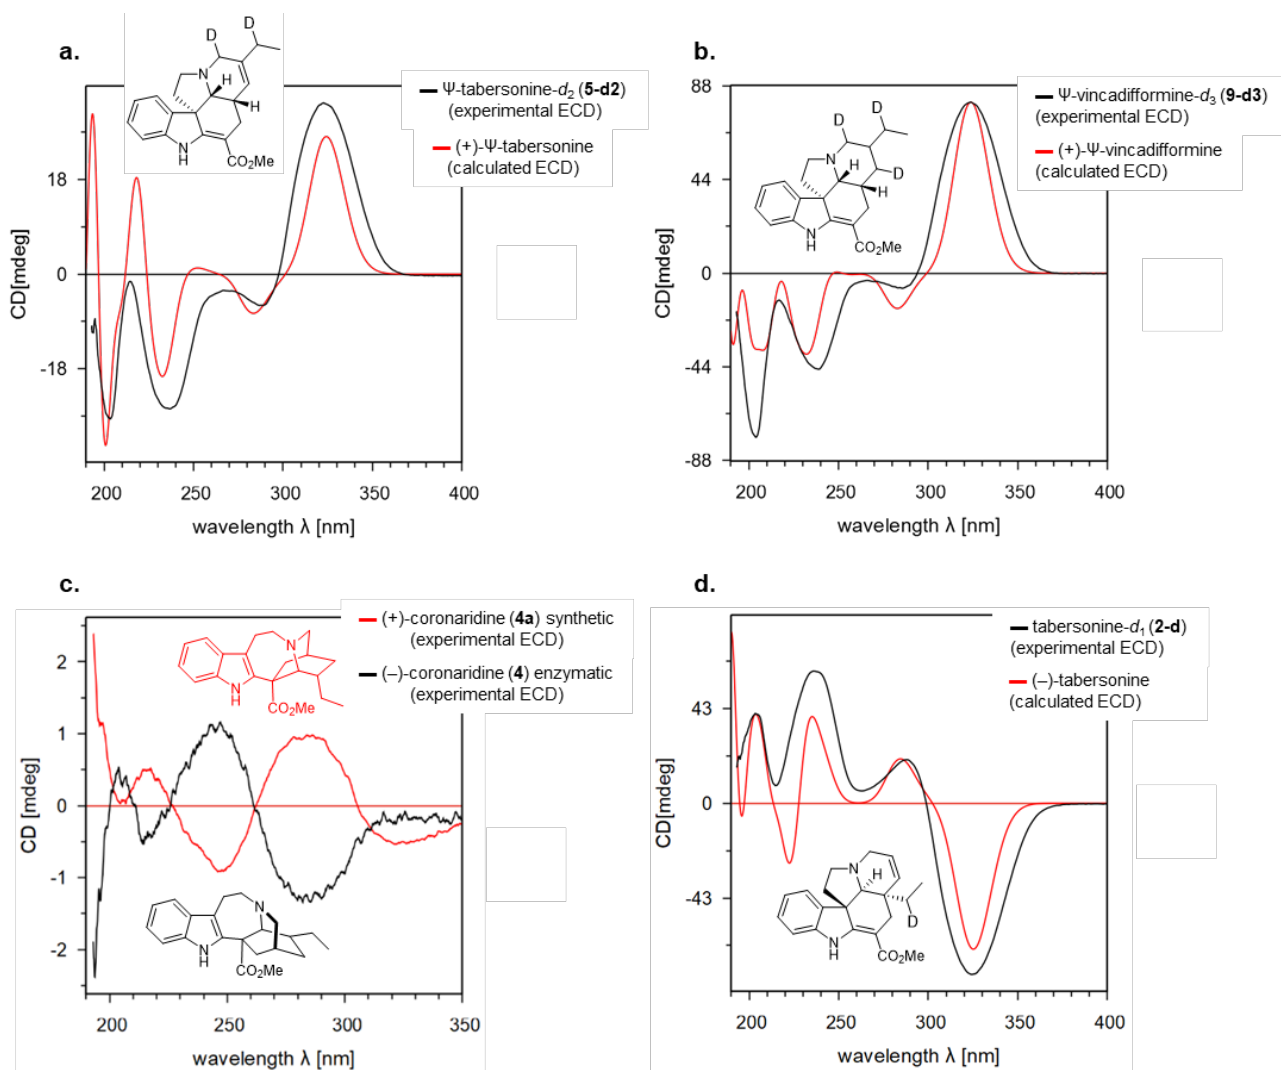 a.
D
D
N
H
H
N
H
CO₂Me
Ψ-tabersonine-d₂ (5-d2)
(experimental ECD)
(+)-Ψ-tabersonine
(calculated ECD)
CD[mdeg]
18
0
-18
200 250 300 350 400
wavelength λ [nm]
b.
D
D
N
H
D
H
N
H
CO₂Me
Ψ-vincadifformine-d₃ (9-d3)
(experimental ECD)
(+)-Ψ-vincadifformine
(calculated ECD)
CD[mdeg]
88
44
0
-44
-88
200 250 300 350 400
wavelength λ [nm]
c.
(+)-coronaridine (4a) synthetic
(experimental ECD)
(–)-coronaridine (4) enzymatic
(experimental ECD)
N
N
H
CO₂Me
N
N
H
CO₂Me
CD [mdeg]
2
1
0
-1
-2
200 250 300 350
wavelength λ [nm]
d.
tabersonine-d₁ (2-d)
(experimental ECD)
(–)-tabersonine
(calculated ECD)
N
H
D
N
H
CO₂Me
CD[mdeg]
43
0
-43
200 250 300 350 400
wavelength λ [nm]